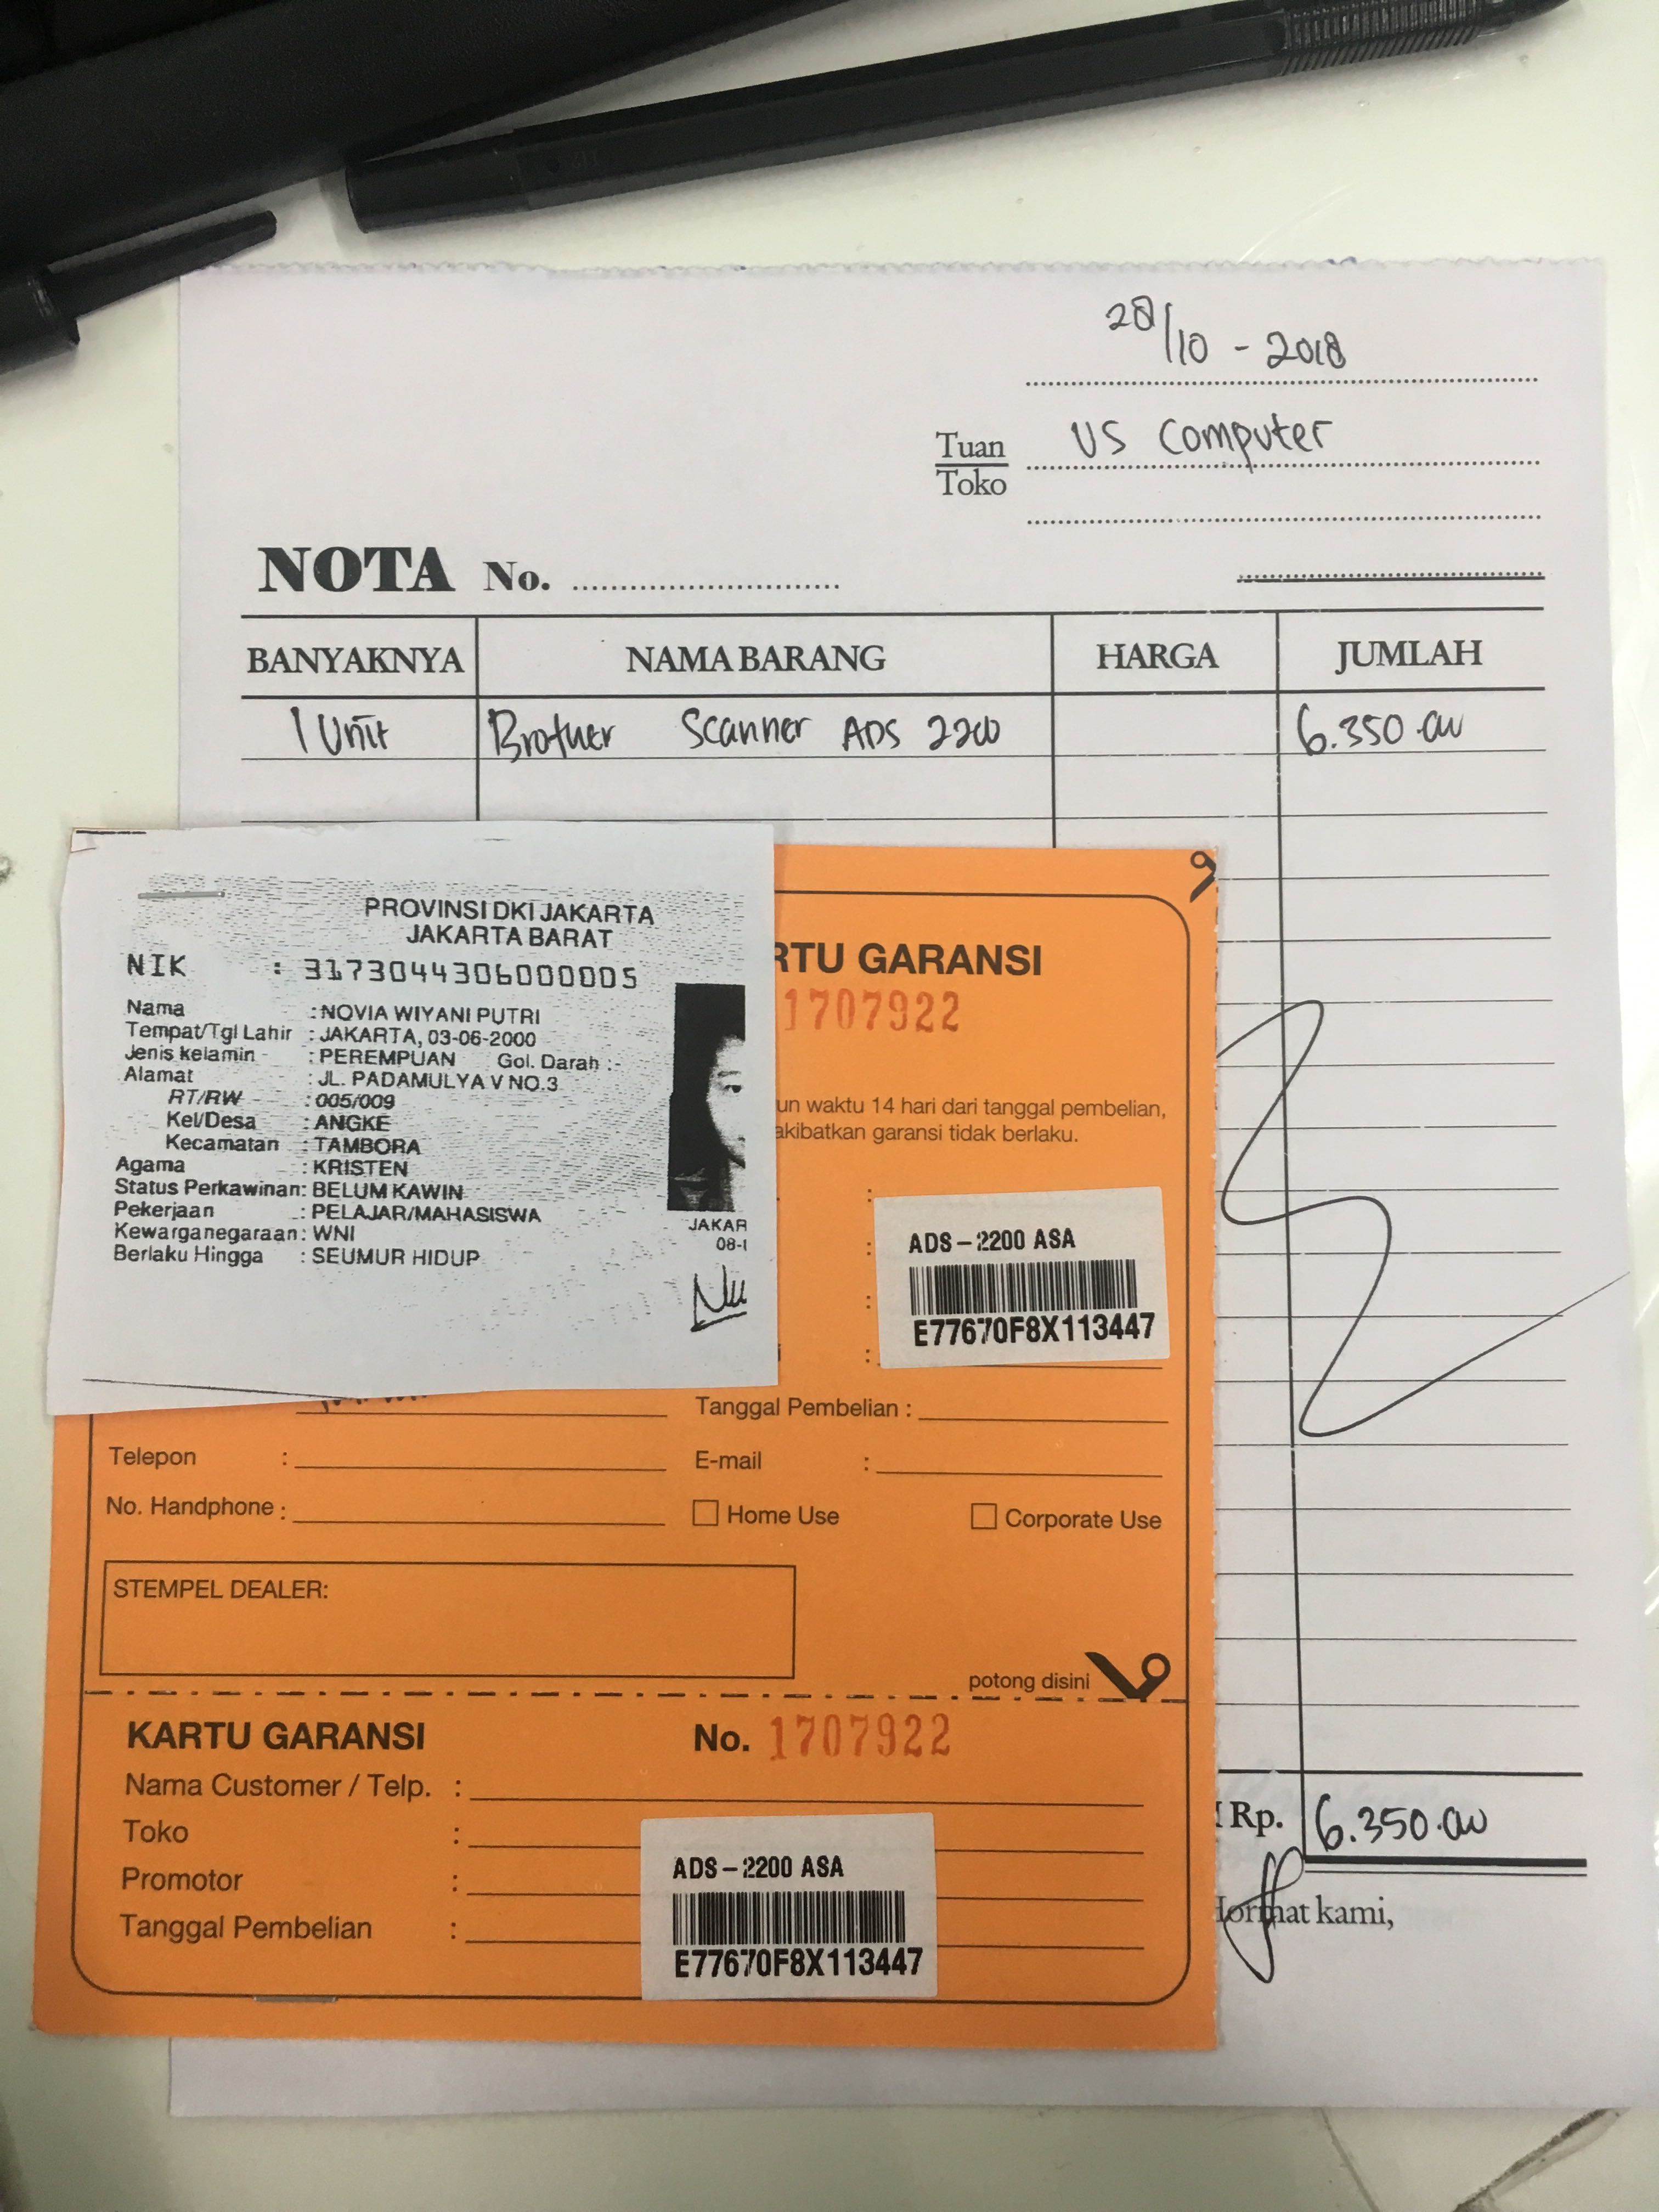 28/10 - 2018
Tuan
Toko
US Computer
NOTA No.
BANYAKNYA NAMA BARANG HARGA JUMLAH
1 Unit Brother Scanner ADS 2200 6.350.00
PROVINSI DKI JAKARTA
JAKARTA BARAT
NIK : 3173044306000005
Nama : NOVIA WIYANI PUTRI
Tempat/Tgl Lahir : JAKARTA, 03-06-2000
Jenis kelamin : PEREMPUAN Gol. Darah :-
Alamat : JL. PADAMULYA V NO.3
RT/RW : 005/009
Kel/Desa : ANGKE
Kecamatan : TAMBORA
Agama : KRISTEN
Status Perkawinan: BELUM KAWIN
Pekerjaan : PELAJAR/MAHASISWA
Kewarganegaraan: WNI
Berlaku Hingga : SEUMUR HIDUP
JAKAR
08-
RTU GARANSI
1707922
un waktu 14 hari dari tanggal pembelian,
akibatkan garansi tidak berlaku.
ADS-2200 ASA
E77670F8X113447
Tanggal Pembelian :
Telepon : E-mail :
No. Handphone : Home Use Corporate Use
STEMPEL DEALER:
potong disini
KARTU GARANSI No. 1707922
Nama Customer / Telp. :
Toko :
Promotor :
Tanggal Pembelian :
ADS-2200 ASA
E77670F8X113447
Rp. 6.350.00
Hormat kami,